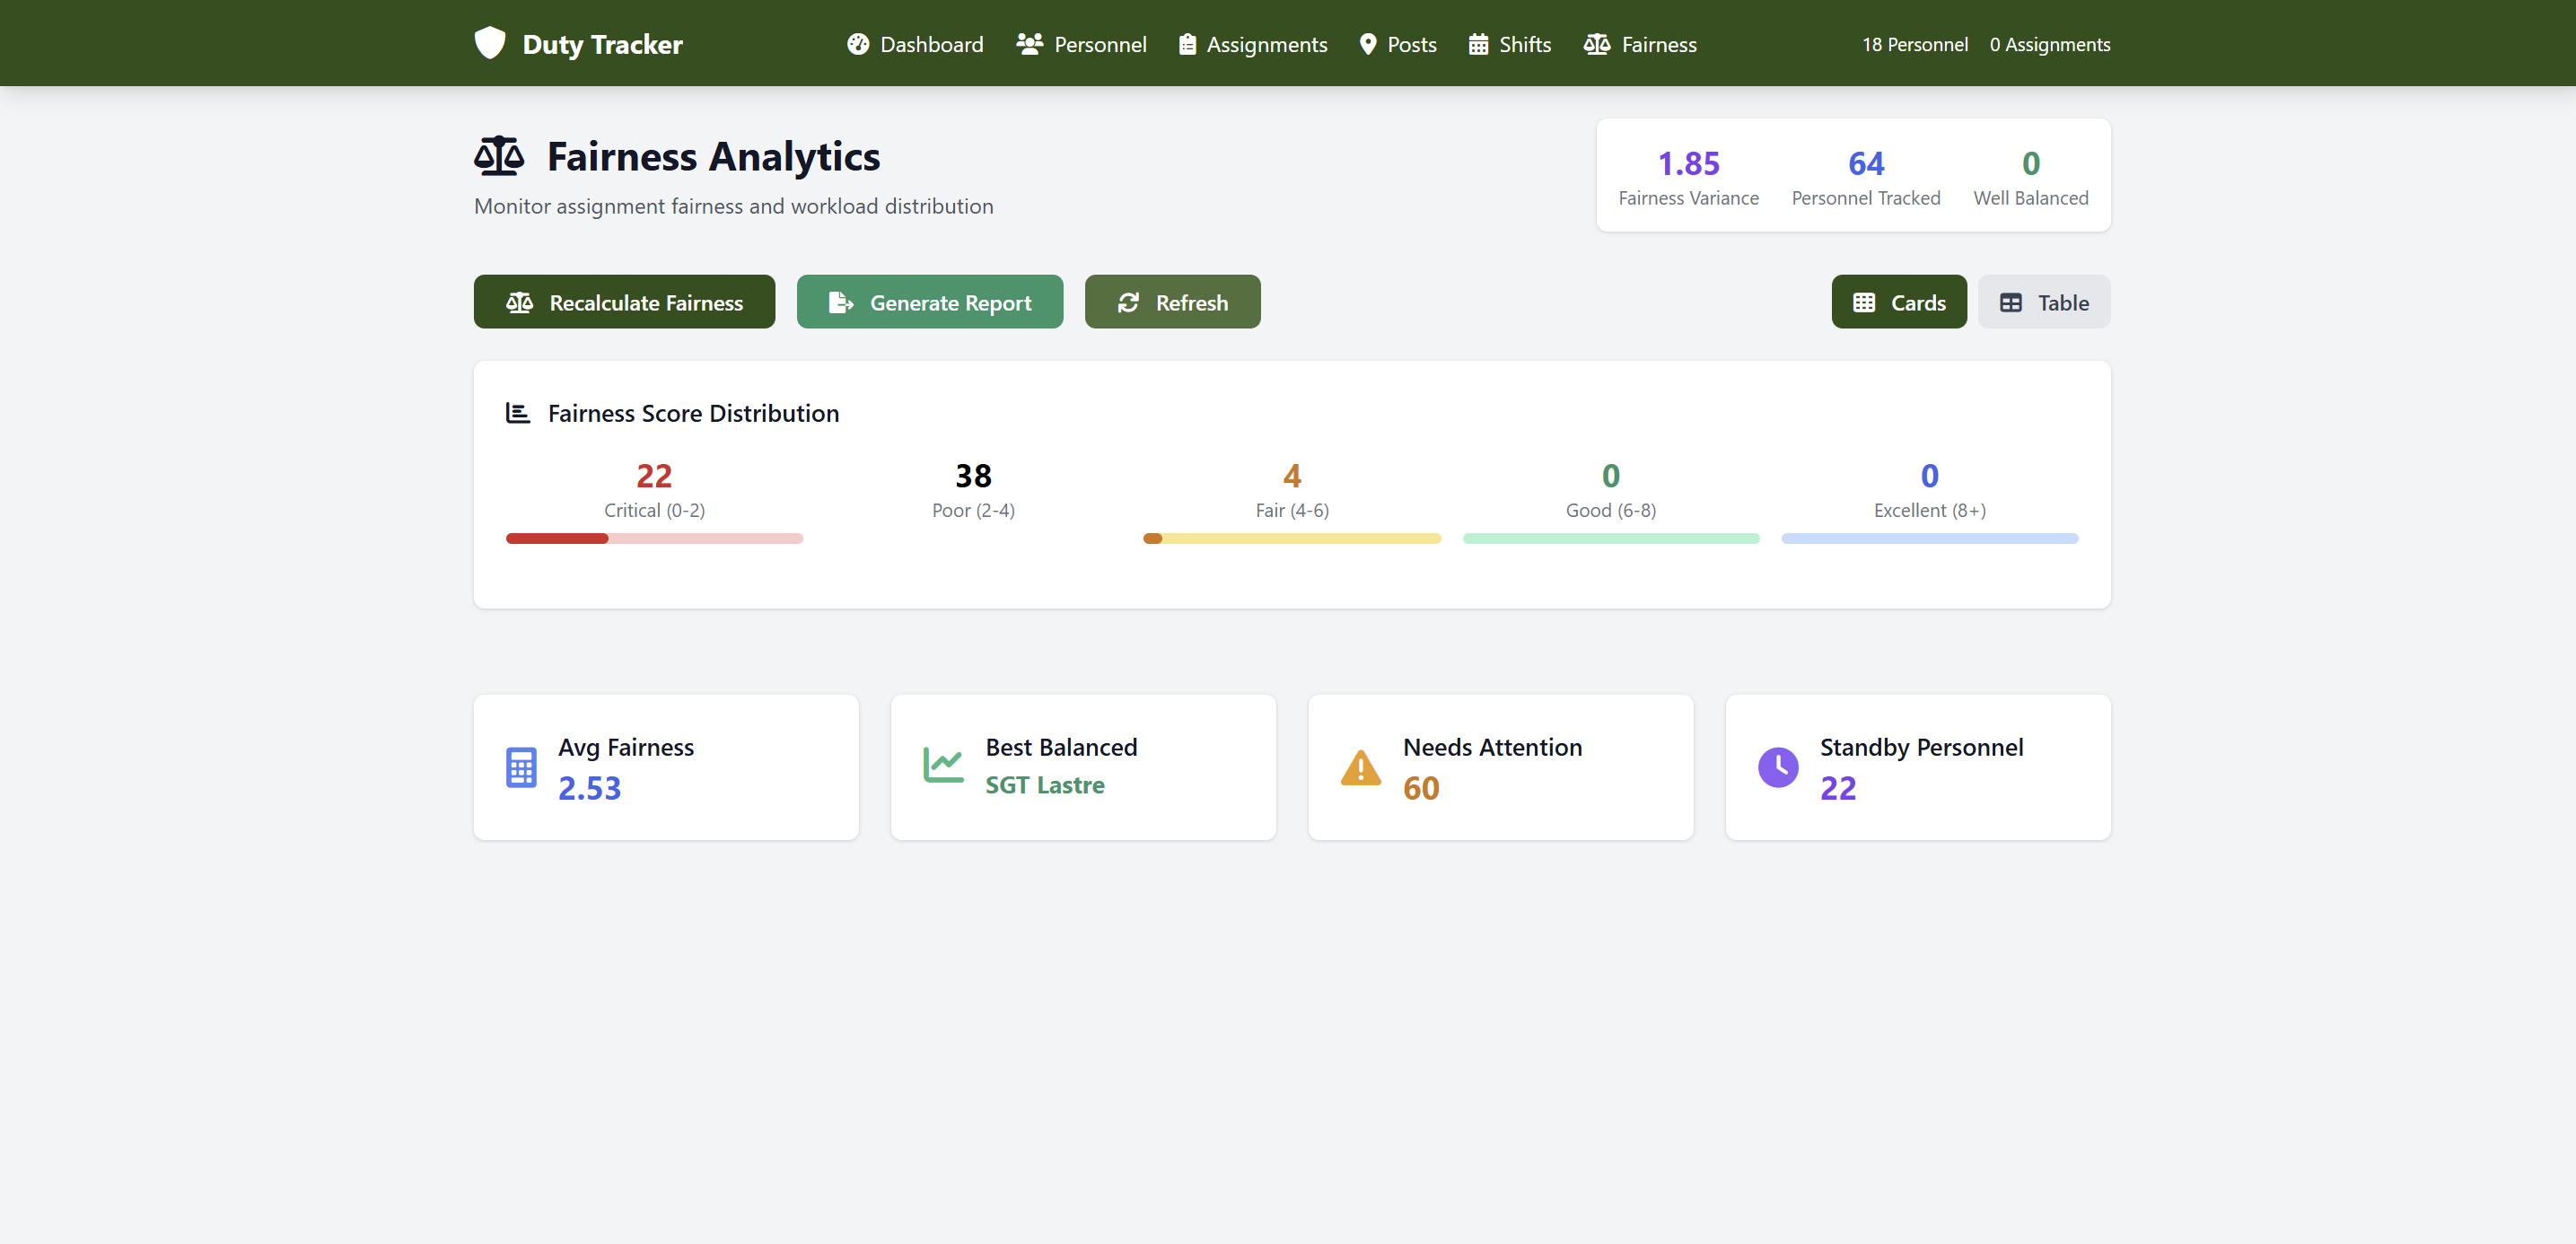 Duty Tracker
Dashboard
Personnel
Assignments
Posts
Shifts
Fairness
18 Personnel
0 Assignments
Fairness Analytics
Monitor assignment fairness and workload distribution
1.85
Fairness Variance
64
Personnel Tracked
0
Well Balanced
Recalculate Fairness
Generate Report
Refresh
Cards
Table
Fairness Score Distribution
22
Critical (0-2)
38
Poor (2-4)
4
Fair (4-6)
0
Good (6-8)
0
Excellent (8+)
Avg Fairness
2.53
Best Balanced
SGT Lastre
Needs Attention
60
Standby Personnel
22